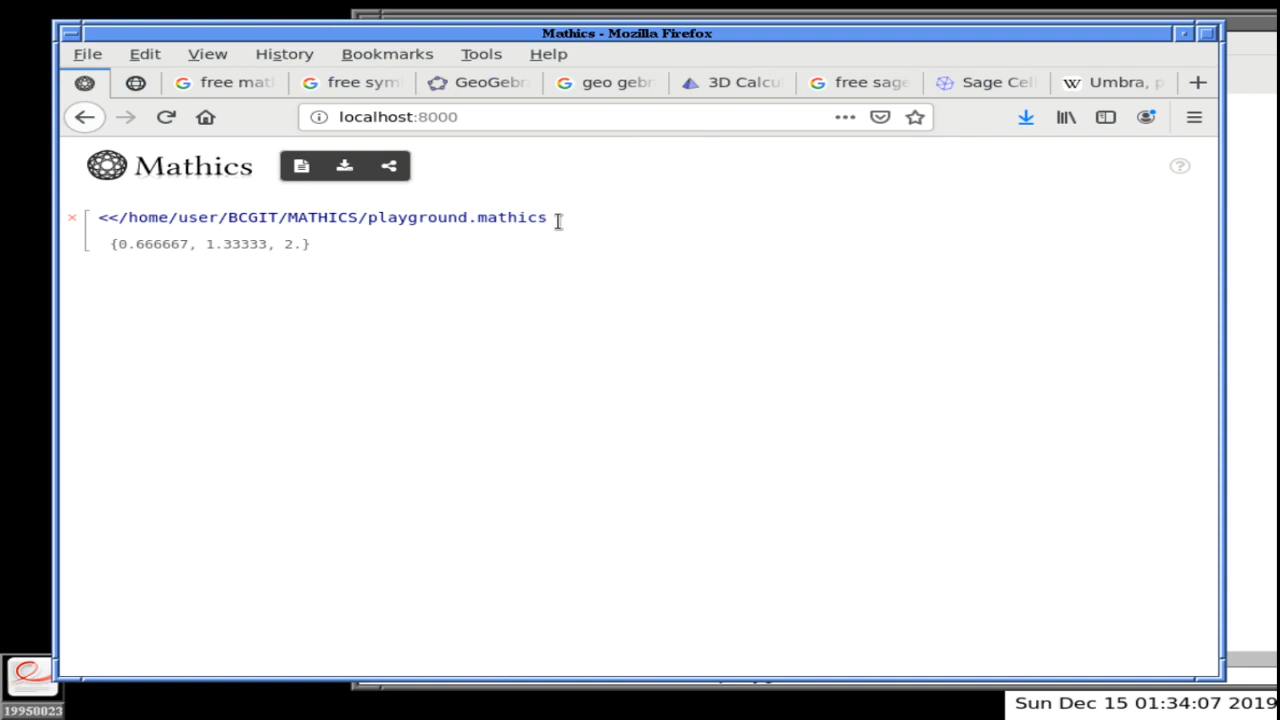 Mathics - Mozilla Firefox
File Edit View History Bookmarks Tools Help
free mat free sym GeoGebr geo gebr 3D Calcu free sage Sage Cel Umbra, p
localhost:8000
Mathics
<</home/user/BCGIT/MATHICS/playground.mathics
{0.666667, 1.33333, 2.}
19950023
Sun Dec 15 01:34:07 2019